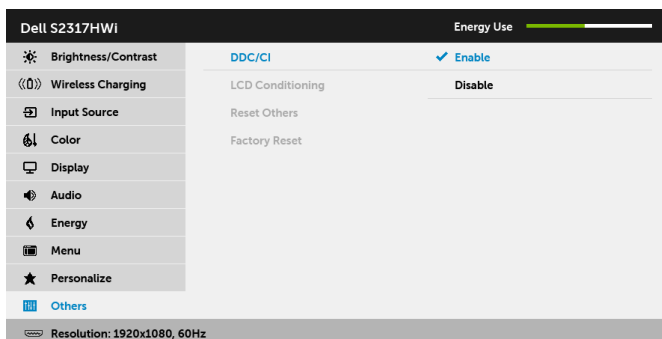 Dell S2317HWi Energy Use
Brightness/Contrast DDC/CI Enable
Wireless Charging LCD Conditioning Disable
Input Source Reset Others
Color Factory Reset
Display
Audio
Energy
Menu
Personalize
Others
Resolution: 1920x1080, 60Hz